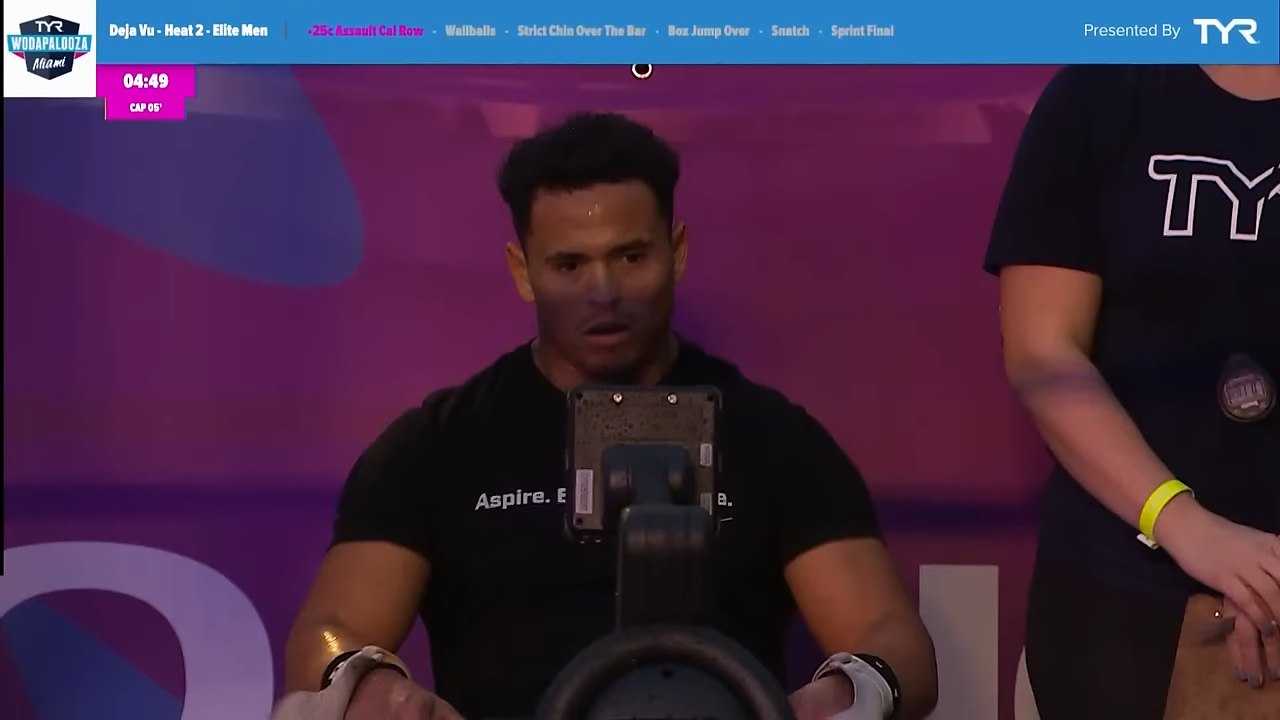 TYR
WODAPALOOZA
Miami
Deja Vu - Heat 2 - Elite Men
-25c Assault Cal Row - Wallballs - Strict Chin Over The Bar - Box Jump Over - Snatch - Sprint Final
Presented By TYR
04:49
CAP 05'
TY
Aspire.
e.